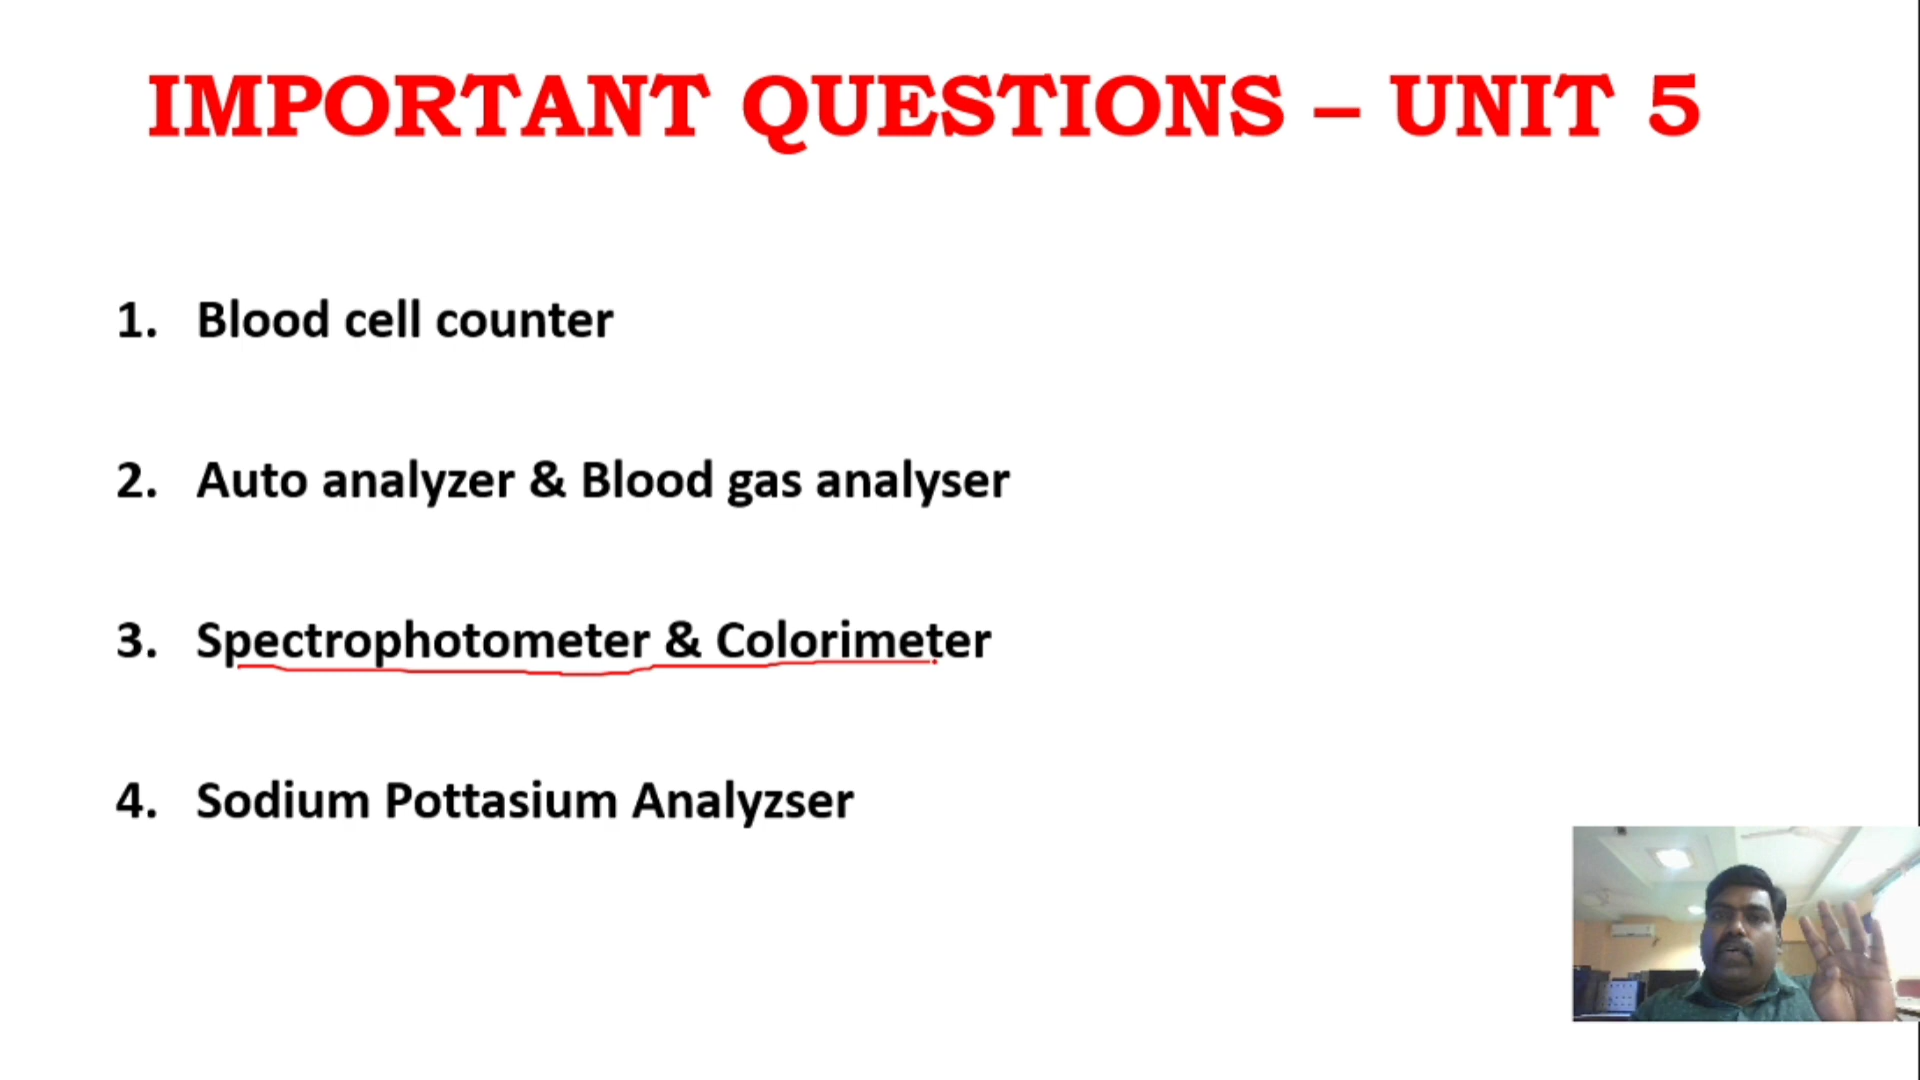 IMPORTANT QUESTIONS – UNIT 5
1. Blood cell counter
2. Auto analyzer & Blood gas analyser
3. Spectrophotometer & Colorimeter
4. Sodium Pottasium Analyzser